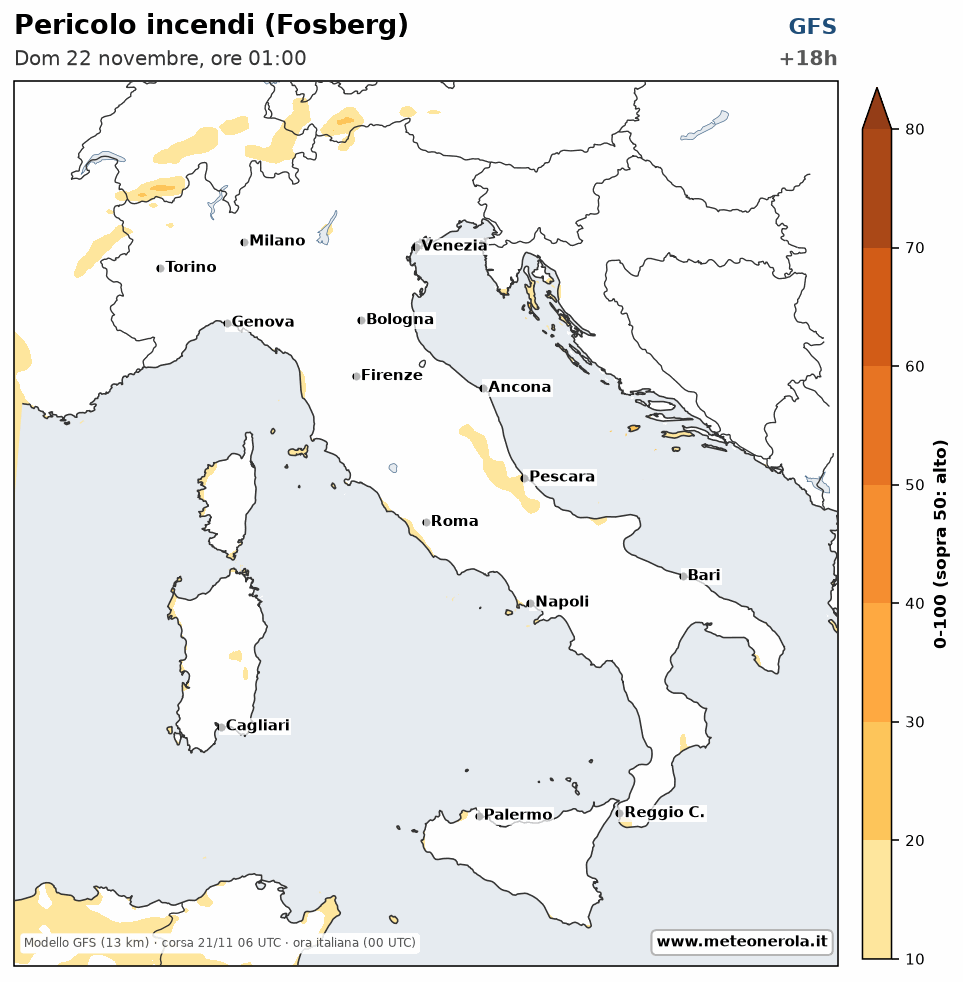 Pericolo incendi (Fosberg)
GFS
Dom 22 novembre, ore 01:00
+18h
80
70
60
50
40
30
20
10
0-100 (sopra 50: alto)
Milano
Venezia
Torino
Genova
Bologna
Firenze
Ancona
Pescara
Roma
Bari
Napoli
Cagliari
Palermo
Reggio C.
Modello GFS (13 km) · corsa 21/11 06 UTC · ora italiana (00 UTC)
www.meteonerola.it